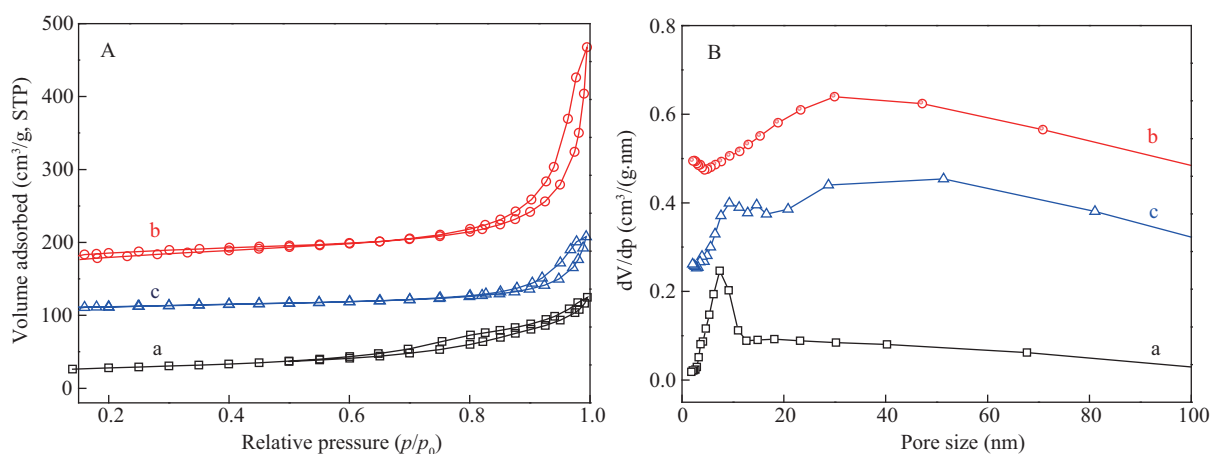 A
500
400
300
200
100
0
b
c
a
0.2
0.4
0.6
0.8
1.0
Volume adsorbed (cm³/g, STP)
Relative pressure (p/p₀)
B
0.8
0.6
0.4
0.2
0.0
b
c
a
0
20
40
60
80
100
dV/dp (cm³/(g·nm)
Pore size (nm)